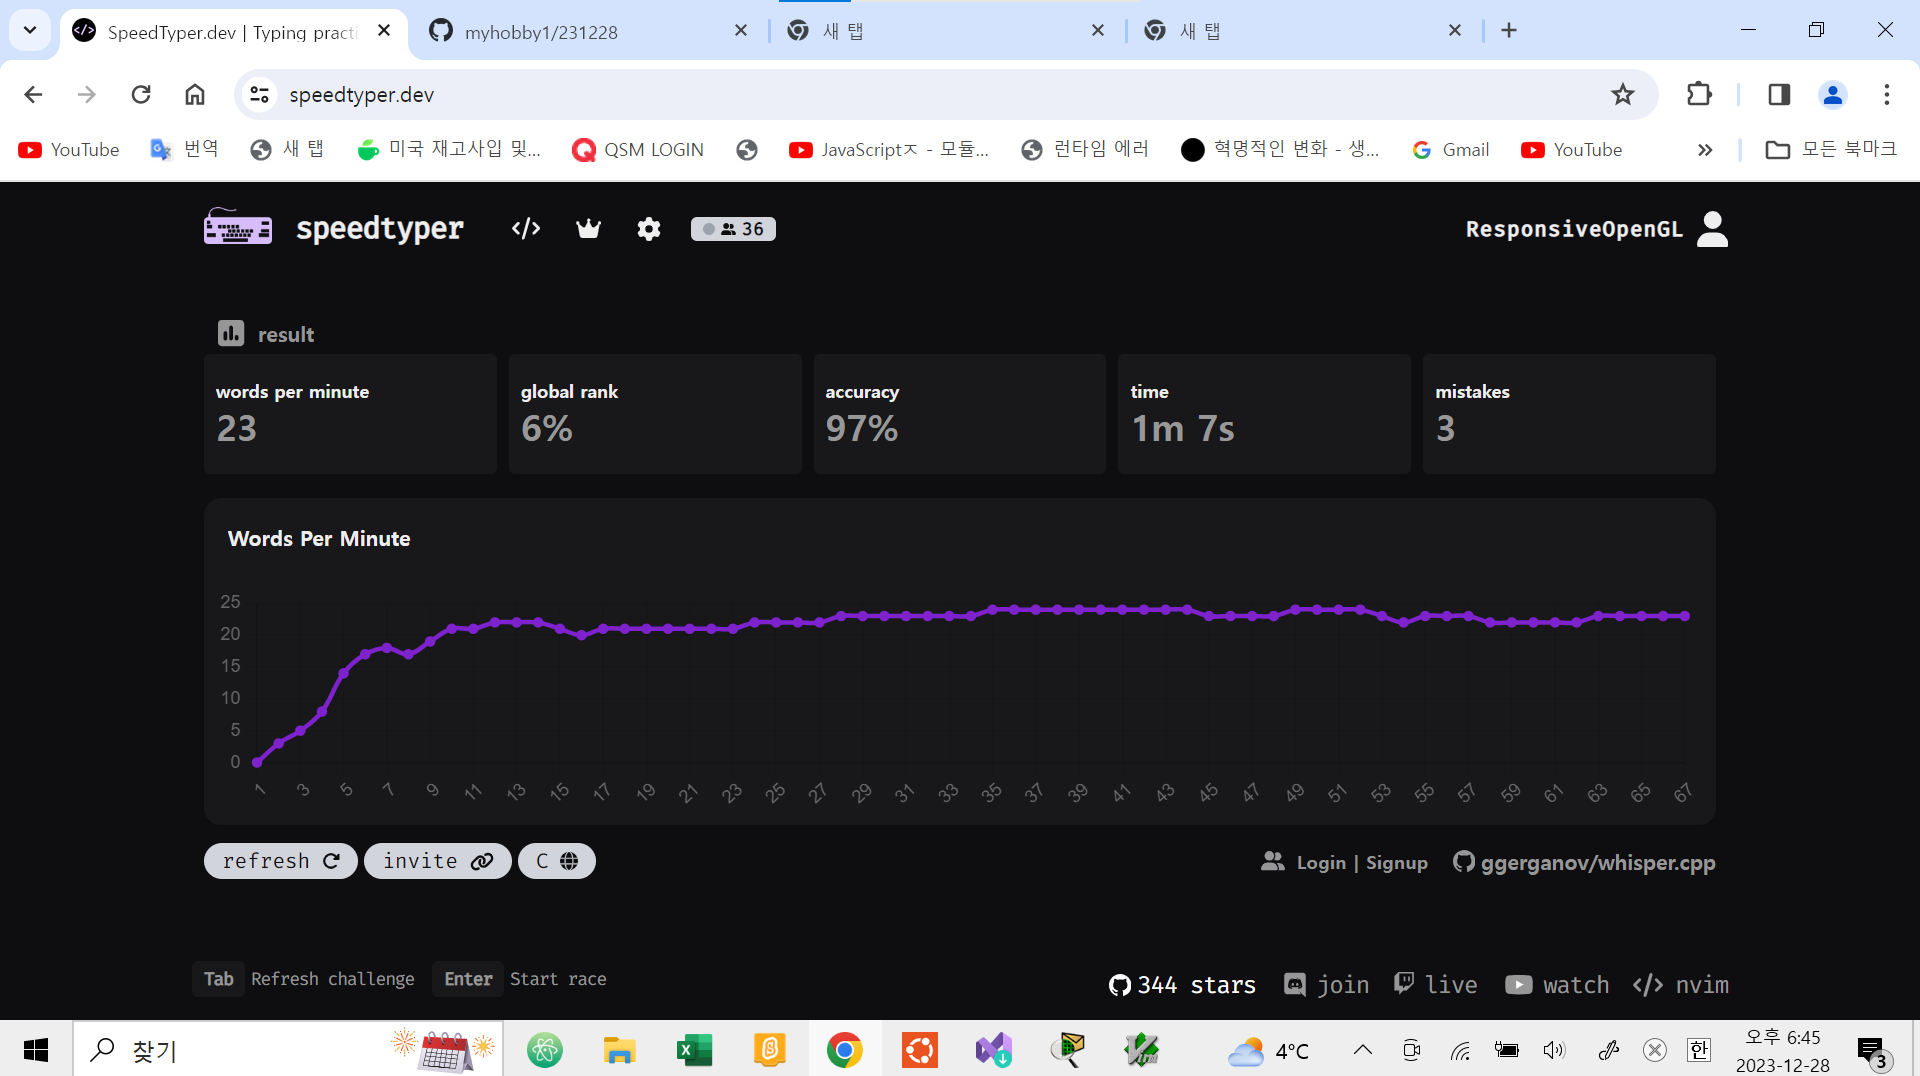 SpeedTyper.dev | Typing practi
myhobby1/231228
새 탭
새 탭
speedtyper.dev
YouTube
번역
새 탭
미국 재고사입 및...
QSM LOGIN
JavaScriptㅈ - 모듈...
런타임 에러
혁명적인 변화 - 생...
Gmail
YouTube
모든 북마크
speedtyper
36
ResponsiveOpenGL
result
words per minute
23
global rank
6%
accuracy
97%
time
1m 7s
mistakes
3
Words Per Minute
25
20
15
10
5
0
1 3 5 7 9 11 13 15 17 19 21 23 25 27 29 31 33 35 37 39 41 43 45 47 49 51 53 55 57 59 61 63 65 67
refresh
invite
C
Login | Signup
ggerganov/whisper.cpp
Tab Refresh challenge
Enter Start race
344 stars
join
live
watch
nvim
찾기
4°C
한
오후 6:45
2023-12-28
3